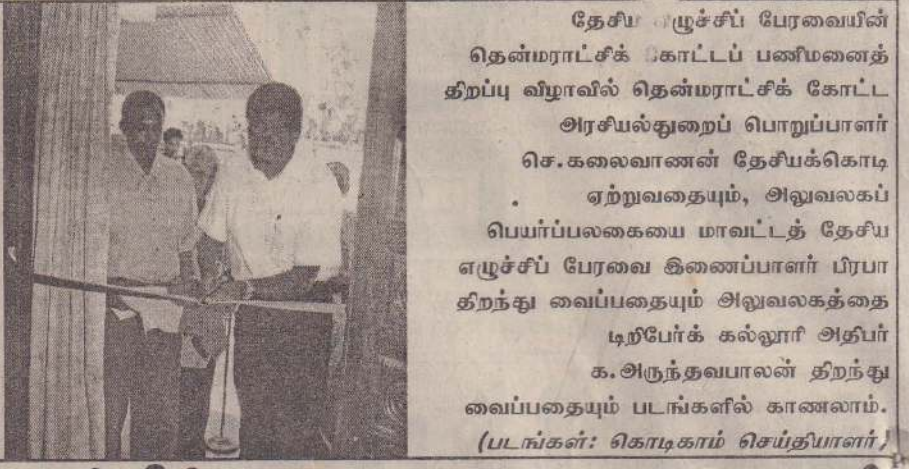 தேசிய எழுச்சிப் பேரவையின்
தென்மராட்சிக் கோட்டப் பணிமனைத்
திறப்பு விழாவில் தென்மராட்சிக் கோட்ட
அரசியல்துறைப் பொறுப்பாளர்
செ.கலைவாணன் தேசியக்கொடி
ஏற்றுவதையும், அலுவலகப்
பெயர்ப்பலகையை மாவட்டத் தேசிய
எழுச்சிப் பேரவை இணைப்பாளர் பிரபா
திறந்து வைப்பதையும் அலுவலகத்தை
டிறிபேர்க் கல்லூரி அதிபர்
க.அருந்தவபாலன் திறந்து
வைப்பதையும் படங்களில் காணலாம்.
(படங்கள்: கொடிகாம் செய்தியாளர்)